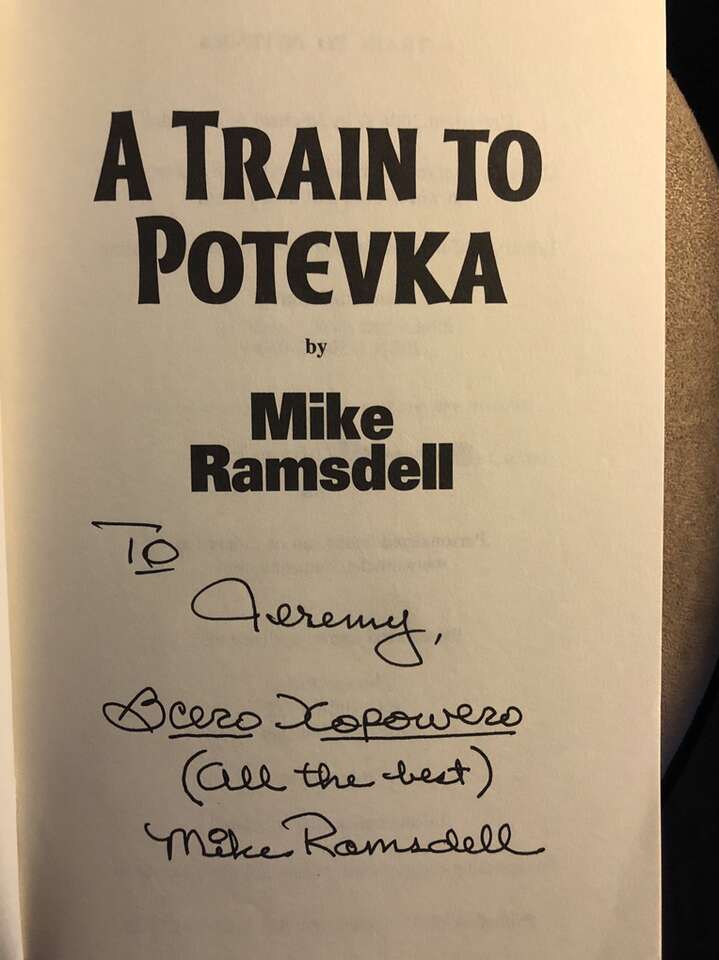 A TRAIN TO
POTEVKA
by
Mike
Ramsdell
To
Jeremy,
Всего Хорошего
(all the best)
Mike Ramsdell